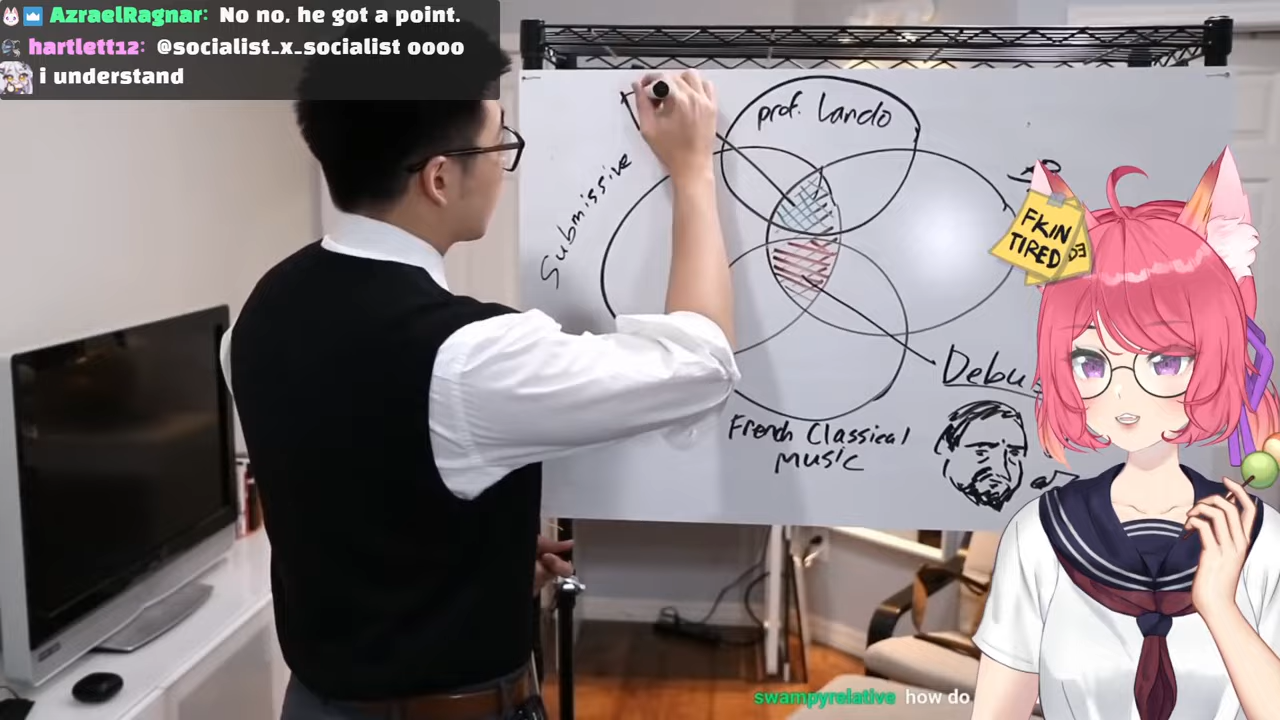 AzraelRagnar: No no, he got a point.
hartlett12: @socialist_x_socialist oooo
i understand
prof. Lando
Submissive
FKIN
TIRED
Debu
French Classical
Music
swampyrelative how do